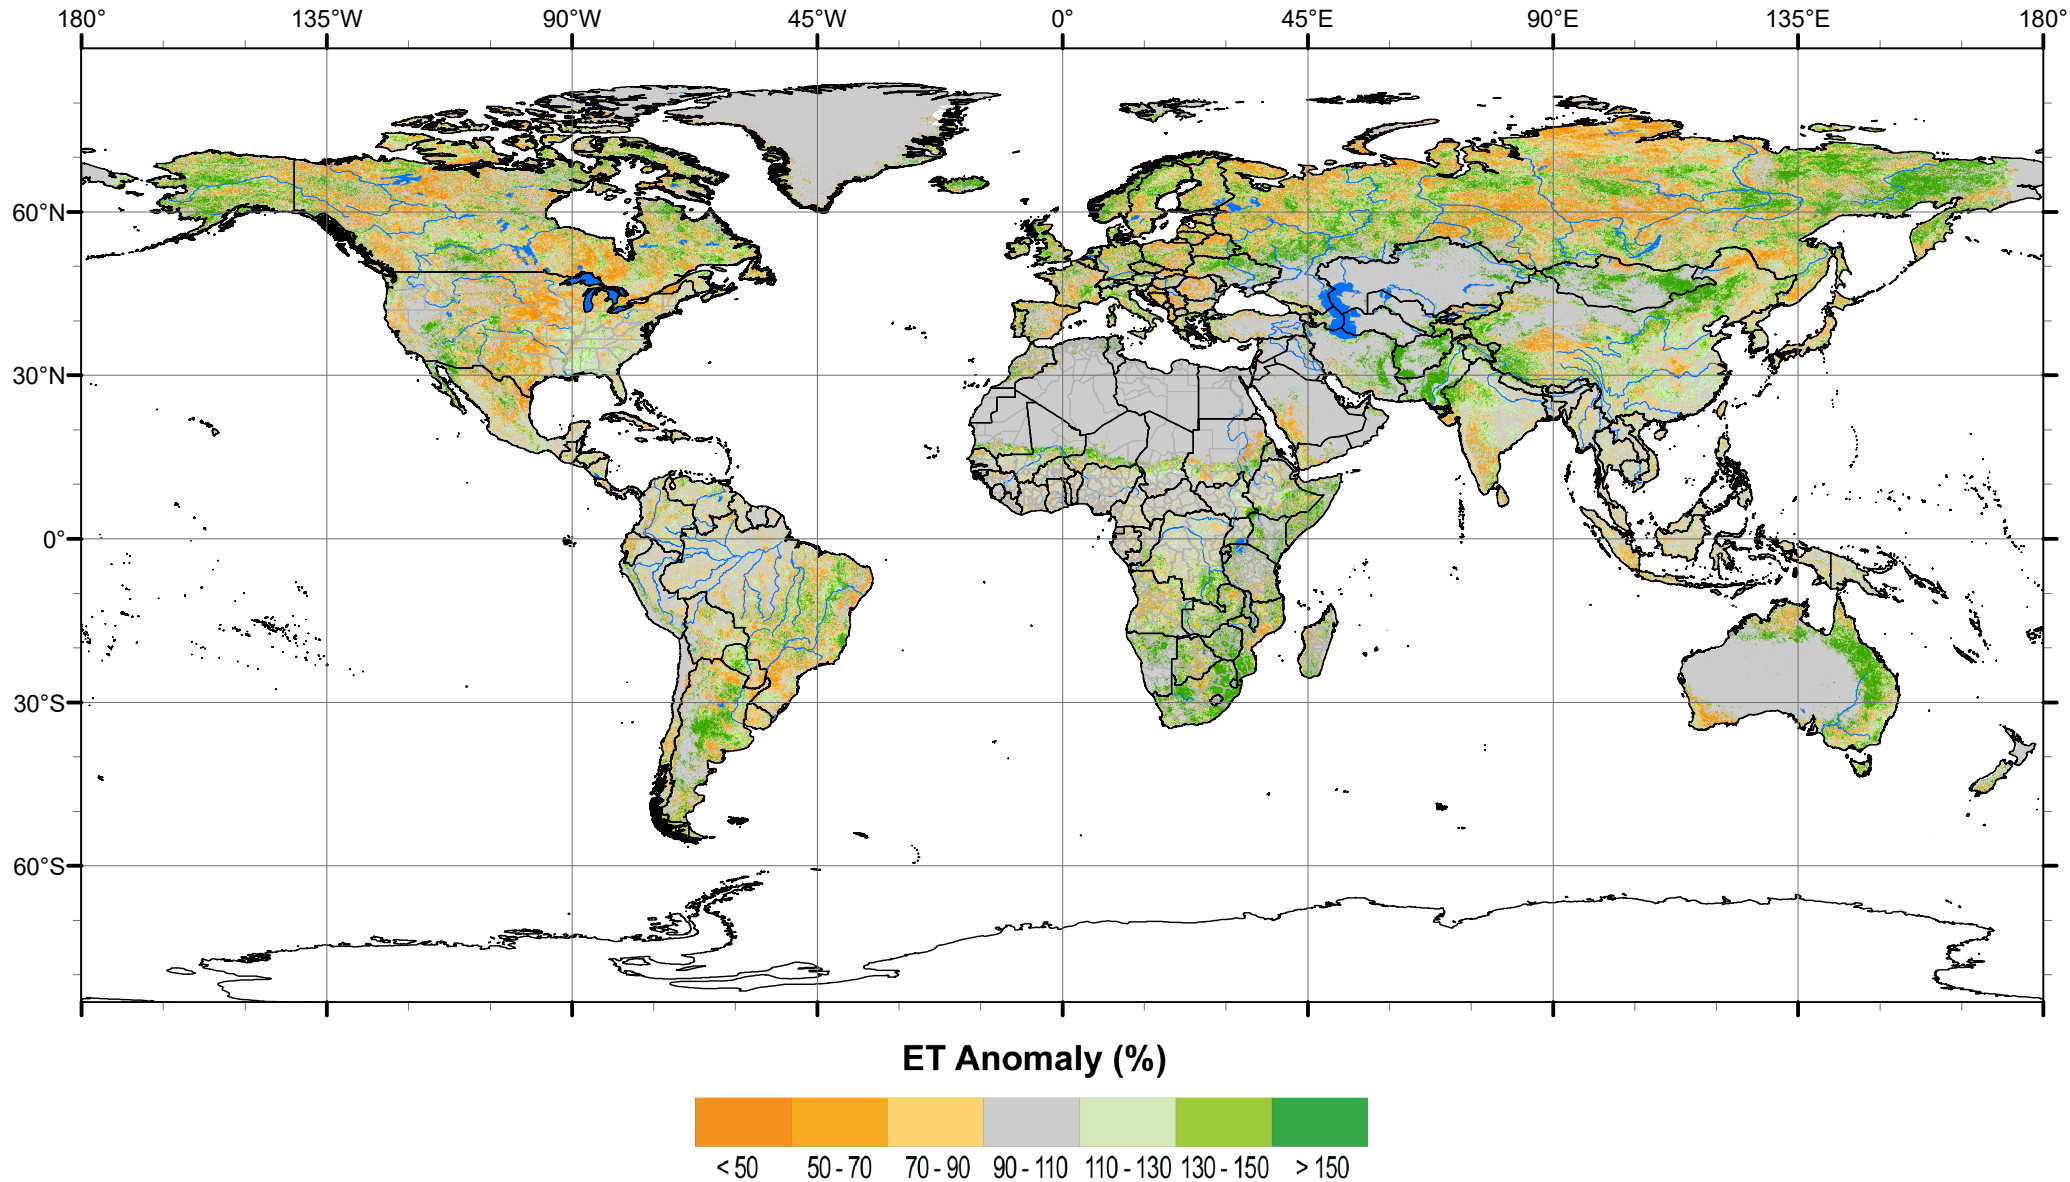 180° 135°W 90°W 45°W 0° 45°E 90°E 135°E 180°
60°N
30°N
0°
30°S
60°S
ET Anomaly (%)
< 50 50 - 70 70 - 90 90 - 110 110 - 130 130 - 150 > 150